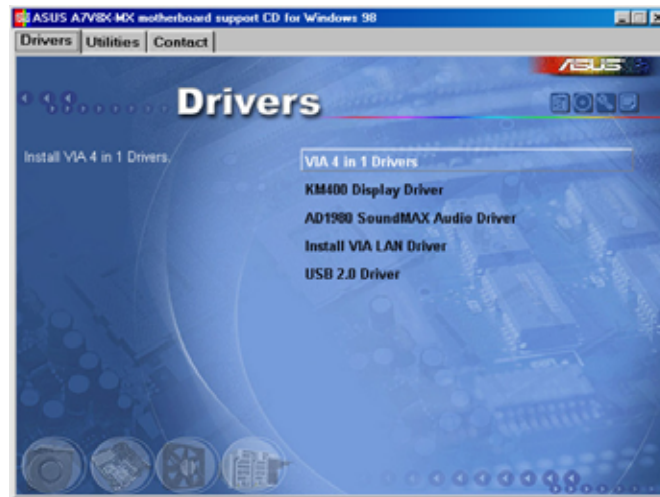 ASUS A7V8X-MX motherboard support CD for Windows 98
Drivers Utilities Contact
ASUS
Drivers
Install VIA 4 in 1 Drivers.
VIA 4 in 1 Drivers
KM400 Display Driver
AD1980 SoundMAX Audio Driver
Install VIA LAN Driver
USB 2.0 Driver